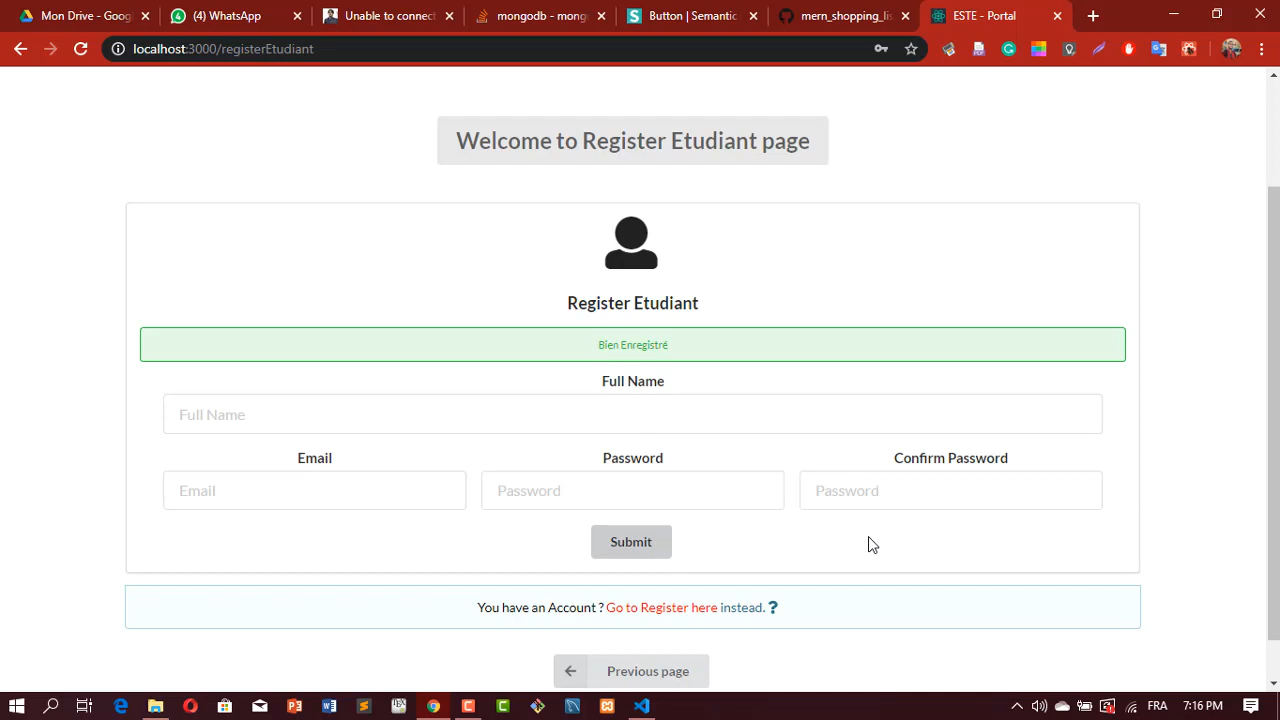 Mon Drive - Goog
(4) WhatsApp
Unable to connect
mongodb - mong
Button | Semantic
mern_shopping_lis
ESTE - Portal
localhost:3000/registerEtudiant
Welcome to Register Etudiant page
Register Etudiant
Bien Enregistré
Full Name
Full Name
Email
Password
Confirm Password
Email
Password
Password
Submit
You have an Account ? Go to Register here instead. ?
Previous page
FRA
7:16 PM